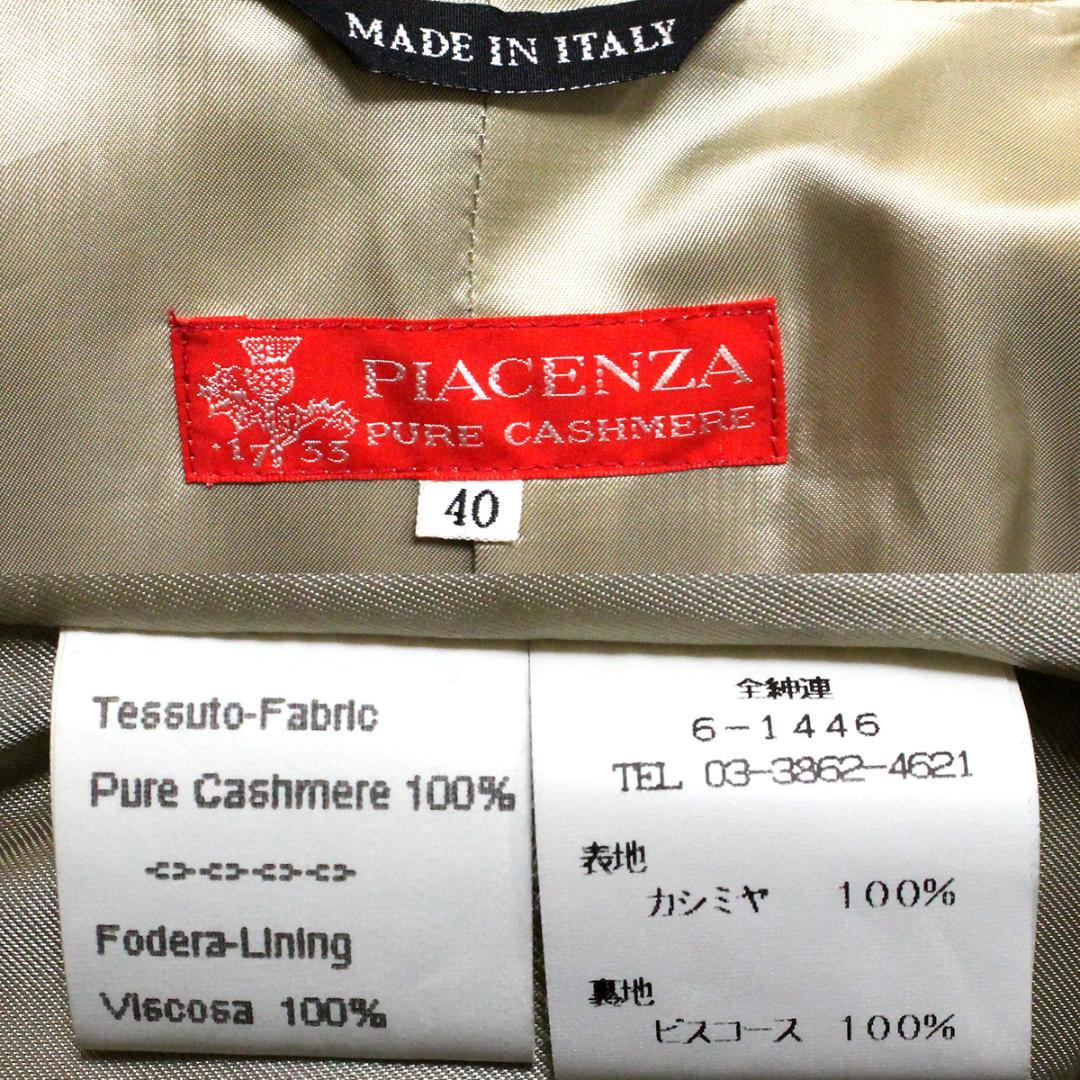 MADE IN ITALY
PIACENZA
PURE CASHMERE
1733
40
Tessuto-Fabric
Pure Cashmere 100%
Fodera-Lining
Viscosa 100%
全紳連
6-1446
TEL 03-3862-4621
表地
カシミヤ 100%
裏地
ビスコース 100%